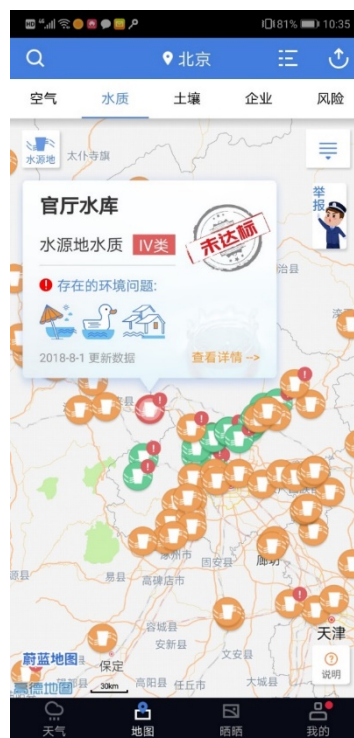 81% 10:35
北京
空气 水质 土壤 企业 风险
水源地
太仆寺旗
举报
官厅水库
水源地水质 IV类
未达标
存在的环境问题:
2018-8-1 更新数据 查看详情 -->
治县
固安县
廊坊
易县
高碑店市
容城县
安新县
天津
文安县
蔚蓝地图
保定
说明
高德地图
30km
高阳县 任丘市 大城县
天气 地图 晒晒 我的